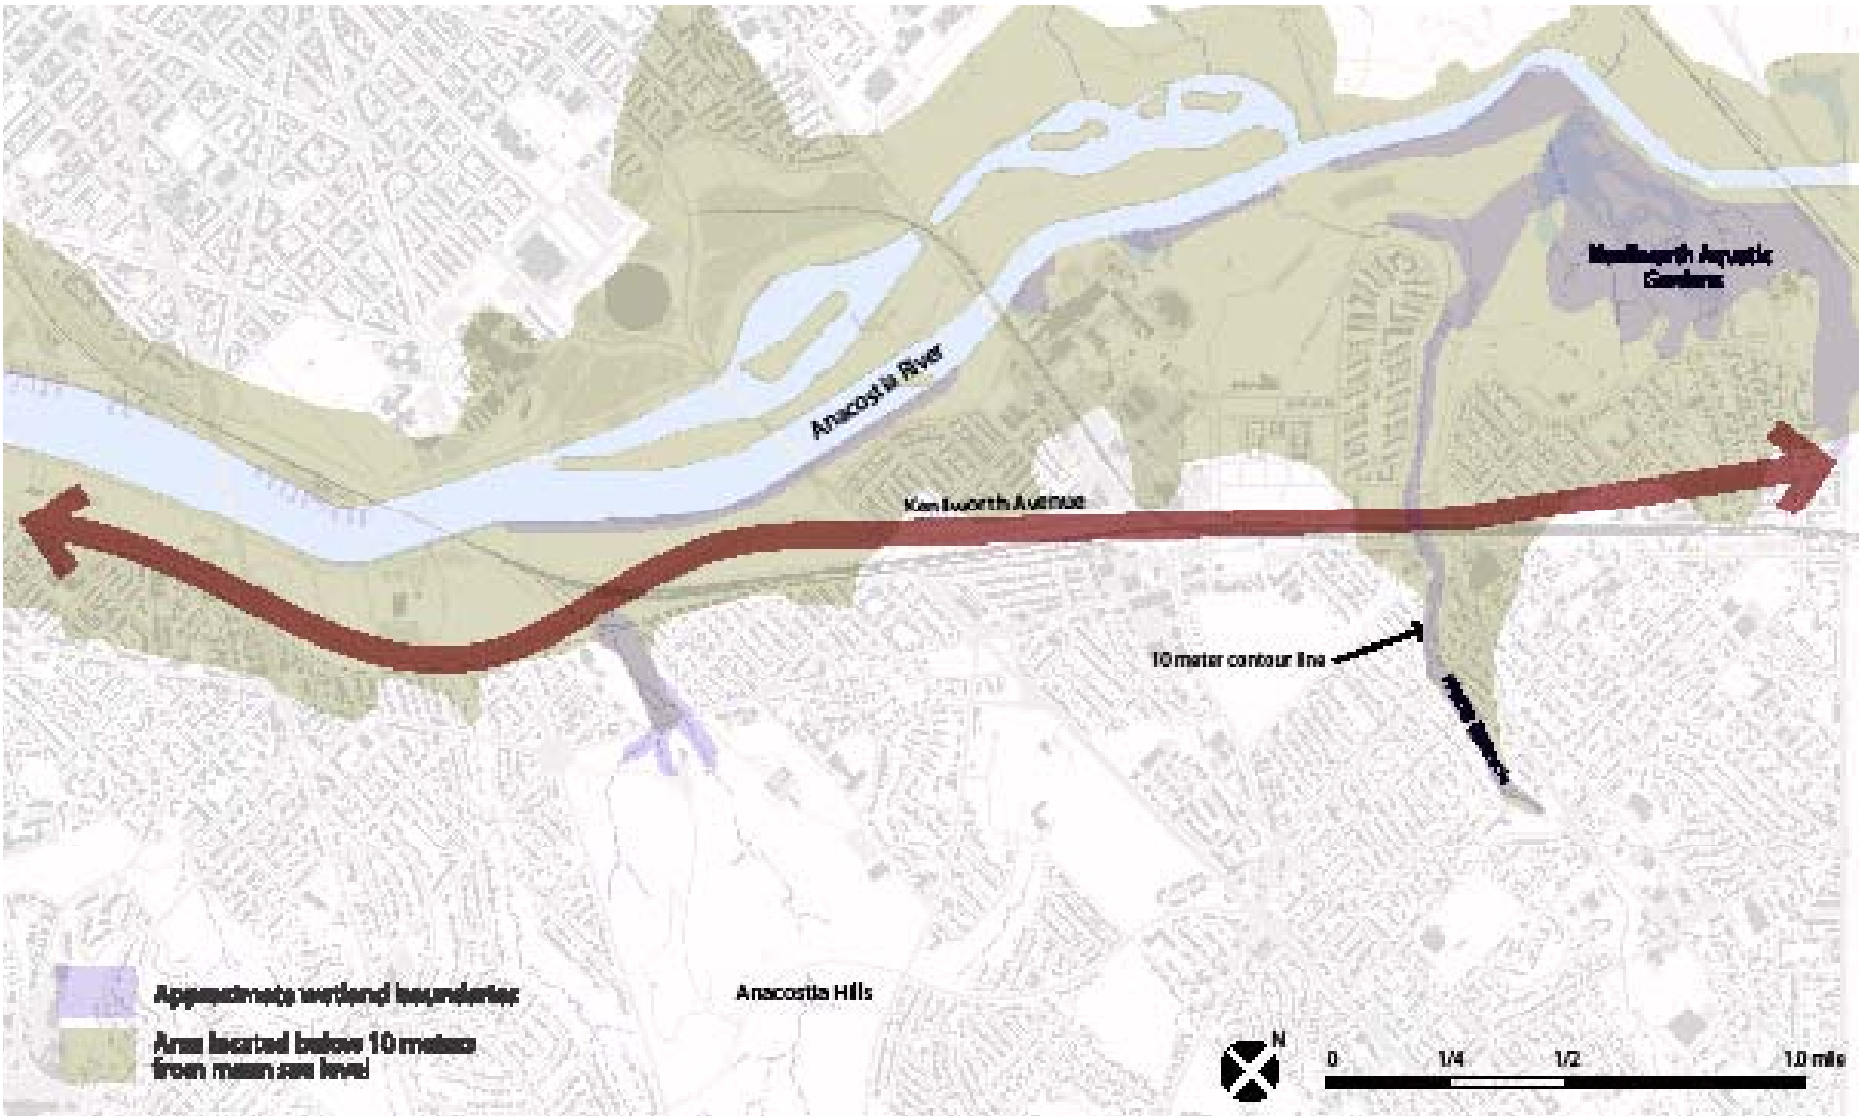 Kenilworth Aquatic
Gardens
Anacostia River
Kenilworth Avenue
10 meter contour line
Approximate wetland boundaries
Anacostia Hills
Area located below 10 meters
from mean sea level
N
0 1/4 1/2 1.0 mile